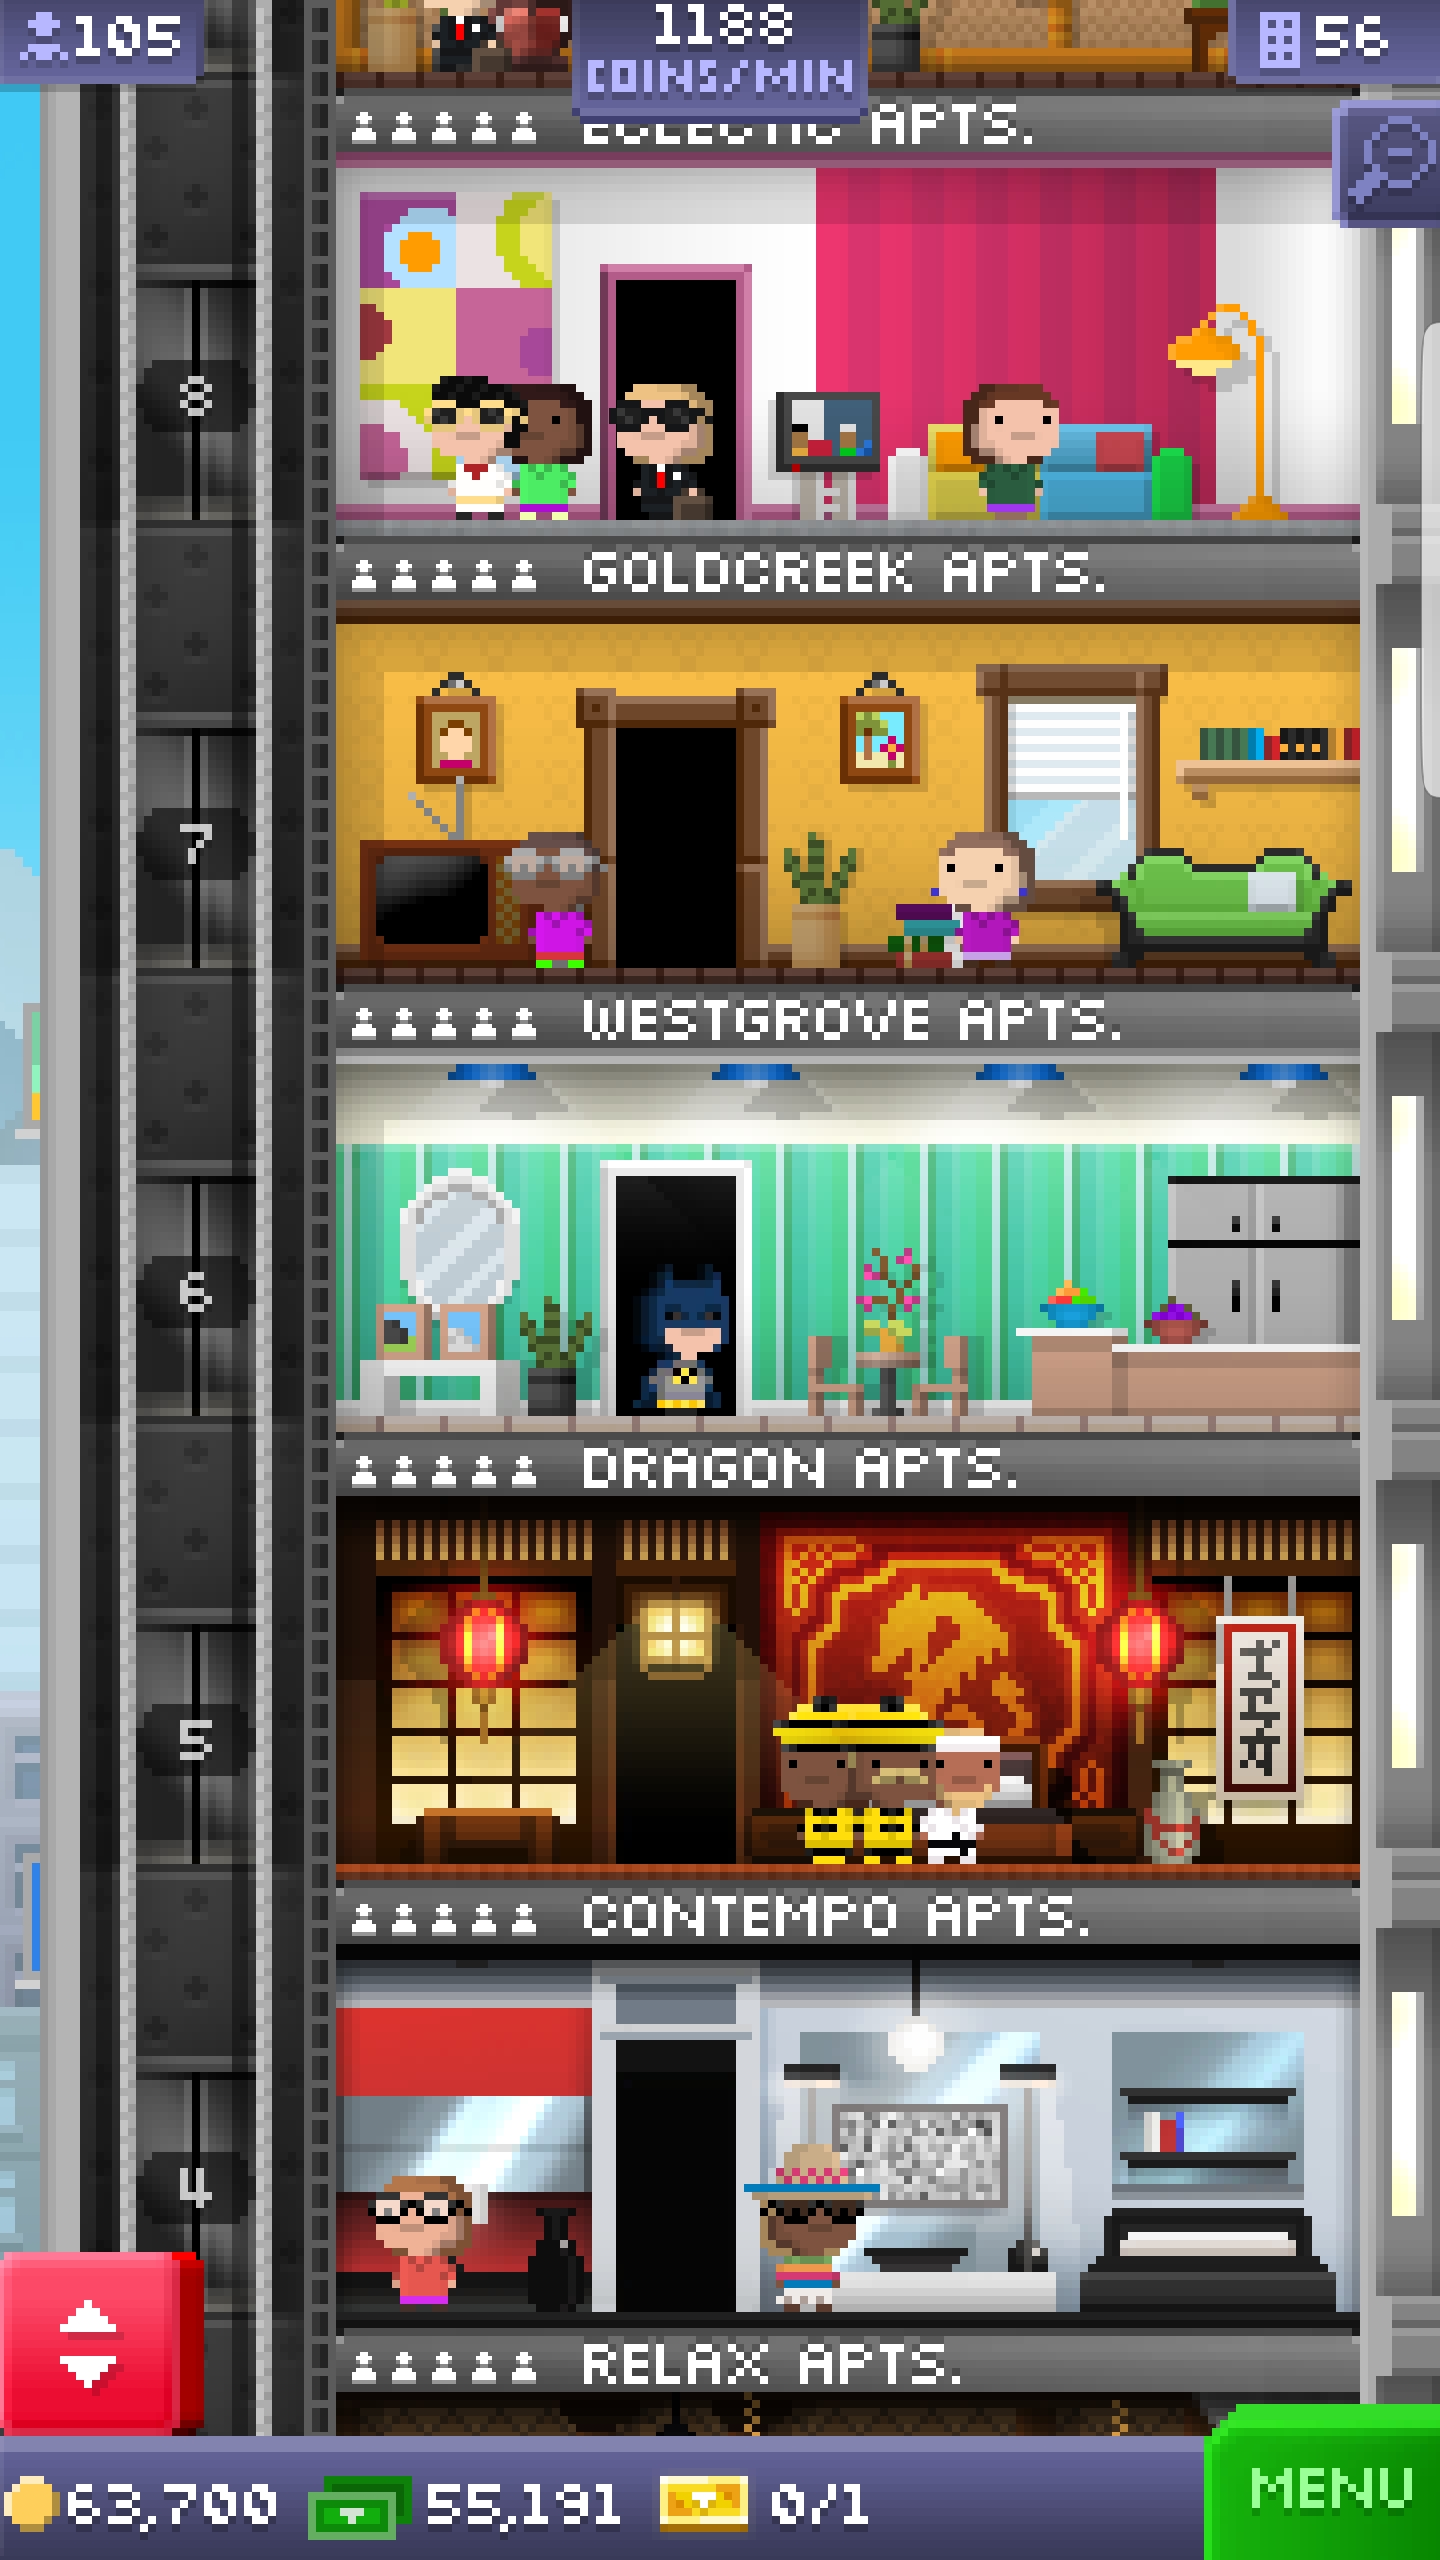 105
1188
COINS/MIN
56
ECLECTIC APTS.
8
GOLDCREEK APTS.
7
WESTGROVE APTS.
6
DRAGON APTS.
5
CONTEMPO APTS.
4
RELAX APTS.
63,700
55,191
0/1
MENU